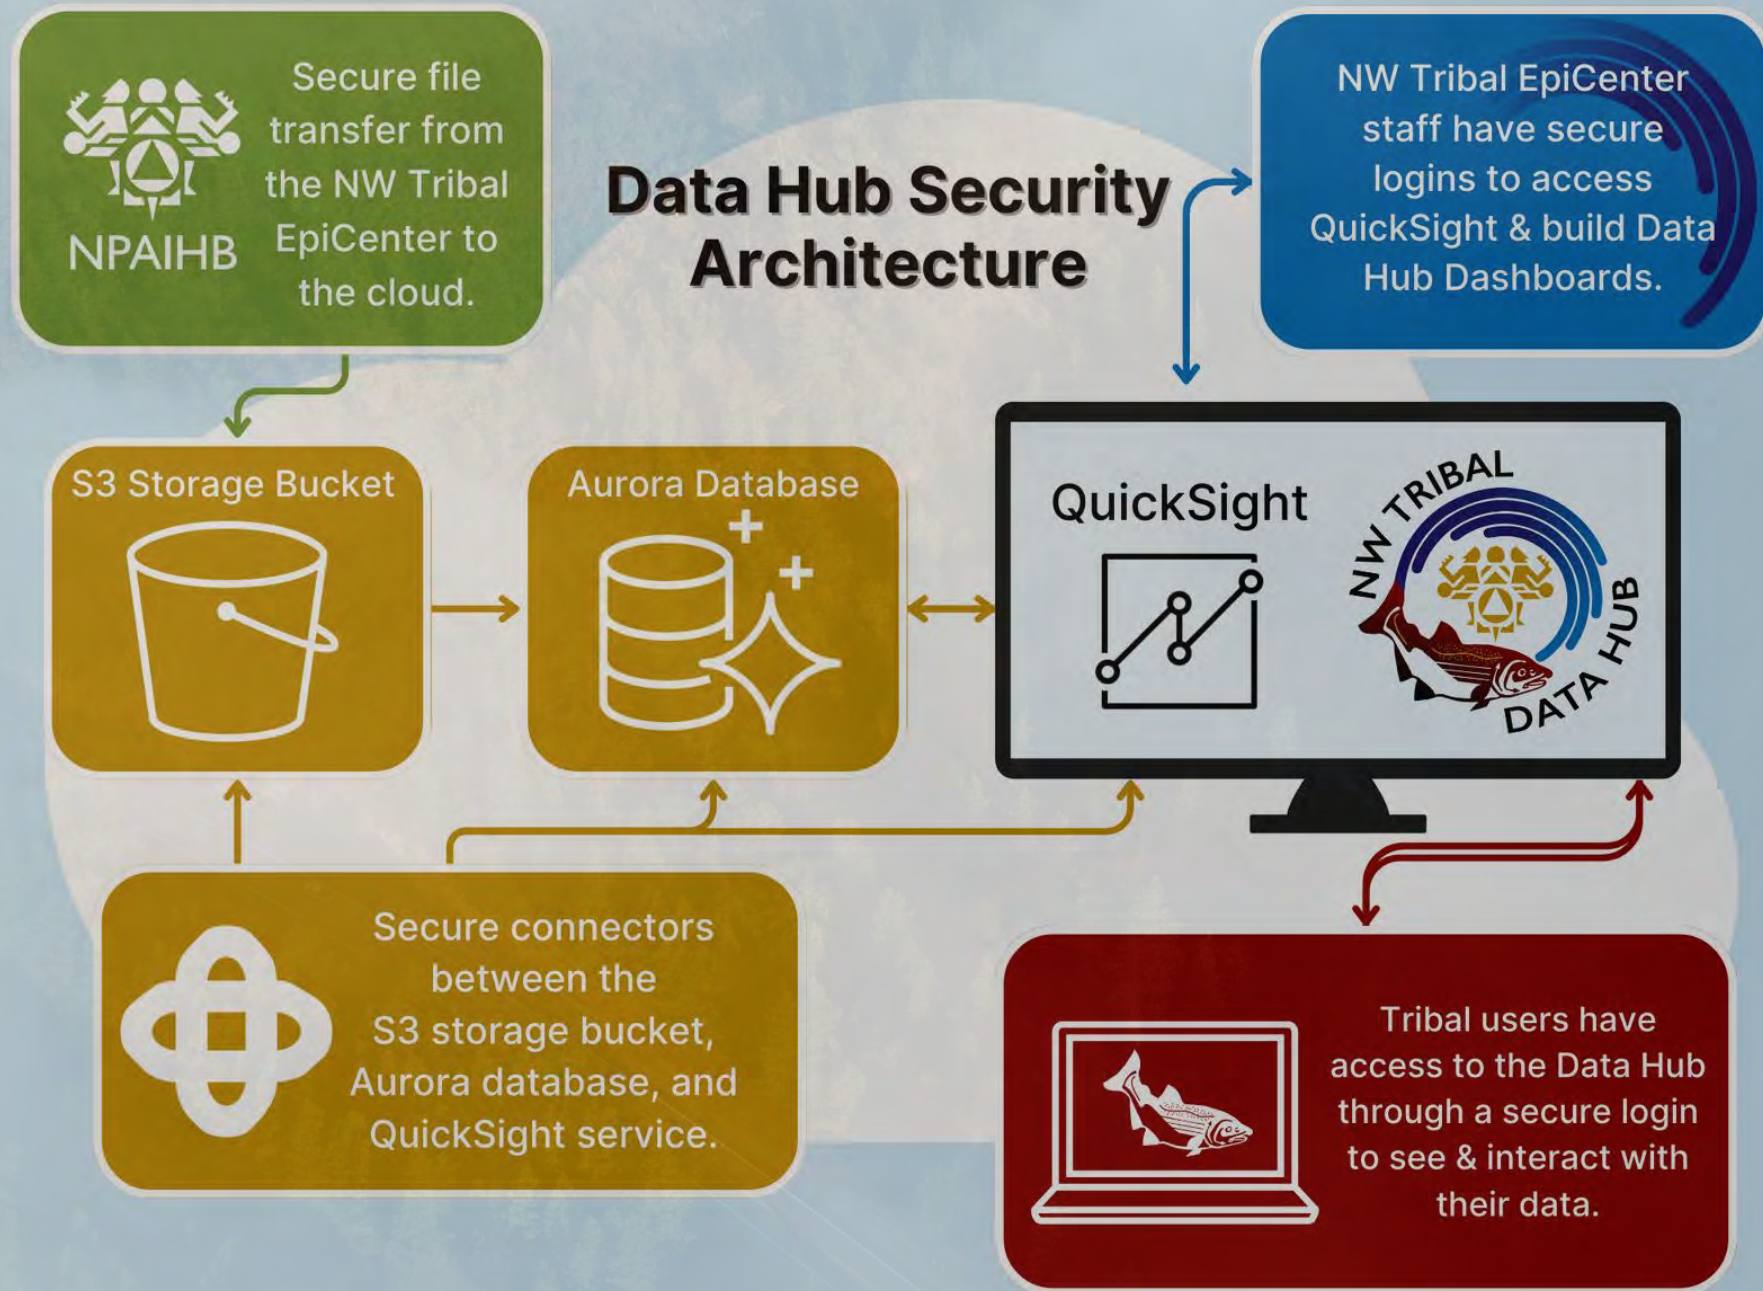 NPAIHB
Secure file
transfer from
the NW Tribal
EpiCenter to
the cloud.
Data Hub Security
Architecture
NW Tribal EpiCenter
staff have secure
logins to access
QuickSight & build Data
Hub Dashboards.
S3 Storage Bucket
Aurora Database
QuickSight
NW TRIBAL
DATA HUB
Secure connectors
between the
S3 storage bucket,
Aurora database, and
QuickSight service.
Tribal users have
access to the Data Hub
through a secure login
to see & interact with
their data.